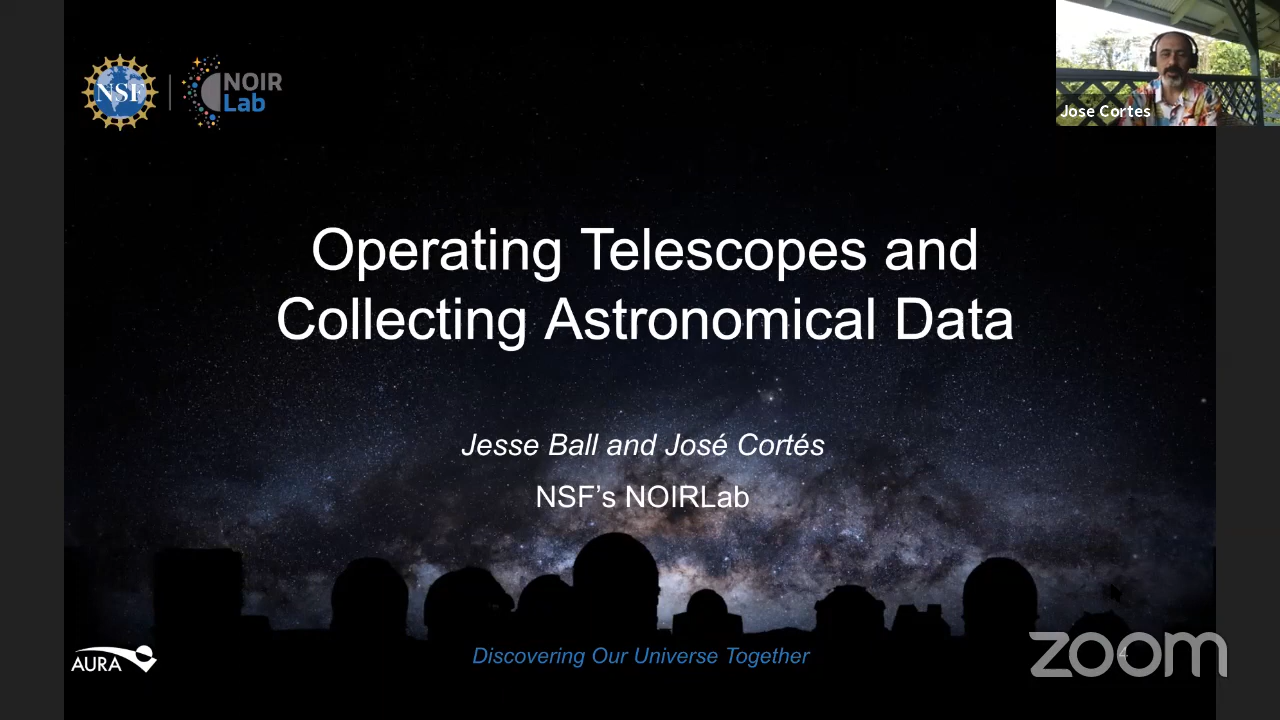 NSF
NOIR
Lab
Jose Cortes
Operating Telescopes and
Collecting Astronomical Data
Jesse Ball and José Cortés
NSF's NOIRLab
AURA
Discovering Our Universe Together
zoom
4